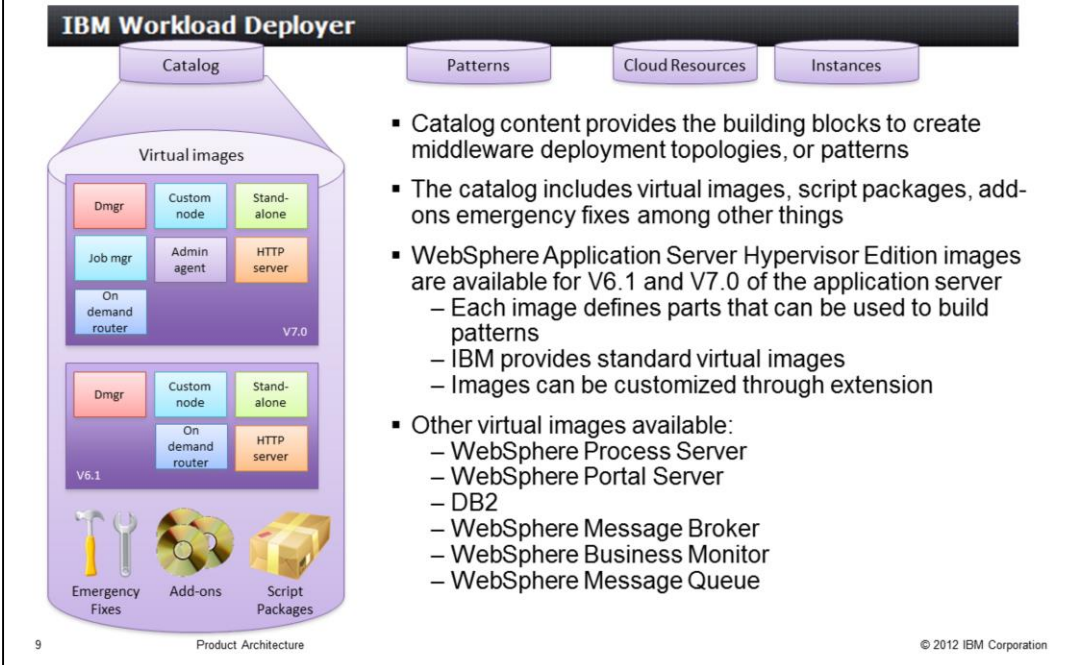 IBM Workload Deployer
Catalog
Patterns
Cloud Resources
Instances
Virtual images
Dmgr
Custom
node
Stand-
alone
Job mgr
Admin
agent
HTTP
server
On
demand
router
V7.0
Dmgr
Custom
node
Stand-
alone
On
demand
router
HTTP
server
V6.1
Emergency
Fixes
Add-ons
Script
Packages
▪ Catalog content provides the building blocks to create
middleware deployment topologies, or patterns
▪ The catalog includes virtual images, script packages, add-
ons emergency fixes among other things
▪ WebSphere Application Server Hypervisor Edition images
are available for V6.1 and V7.0 of the application server
– Each image defines parts that can be used to build
patterns
– IBM provides standard virtual images
– Images can be customized through extension
▪ Other virtual images available:
– WebSphere Process Server
– WebSphere Portal Server
– DB2
– WebSphere Message Broker
– WebSphere Business Monitor
– WebSphere Message Queue
9
Product Architecture
© 2012 IBM Corporation